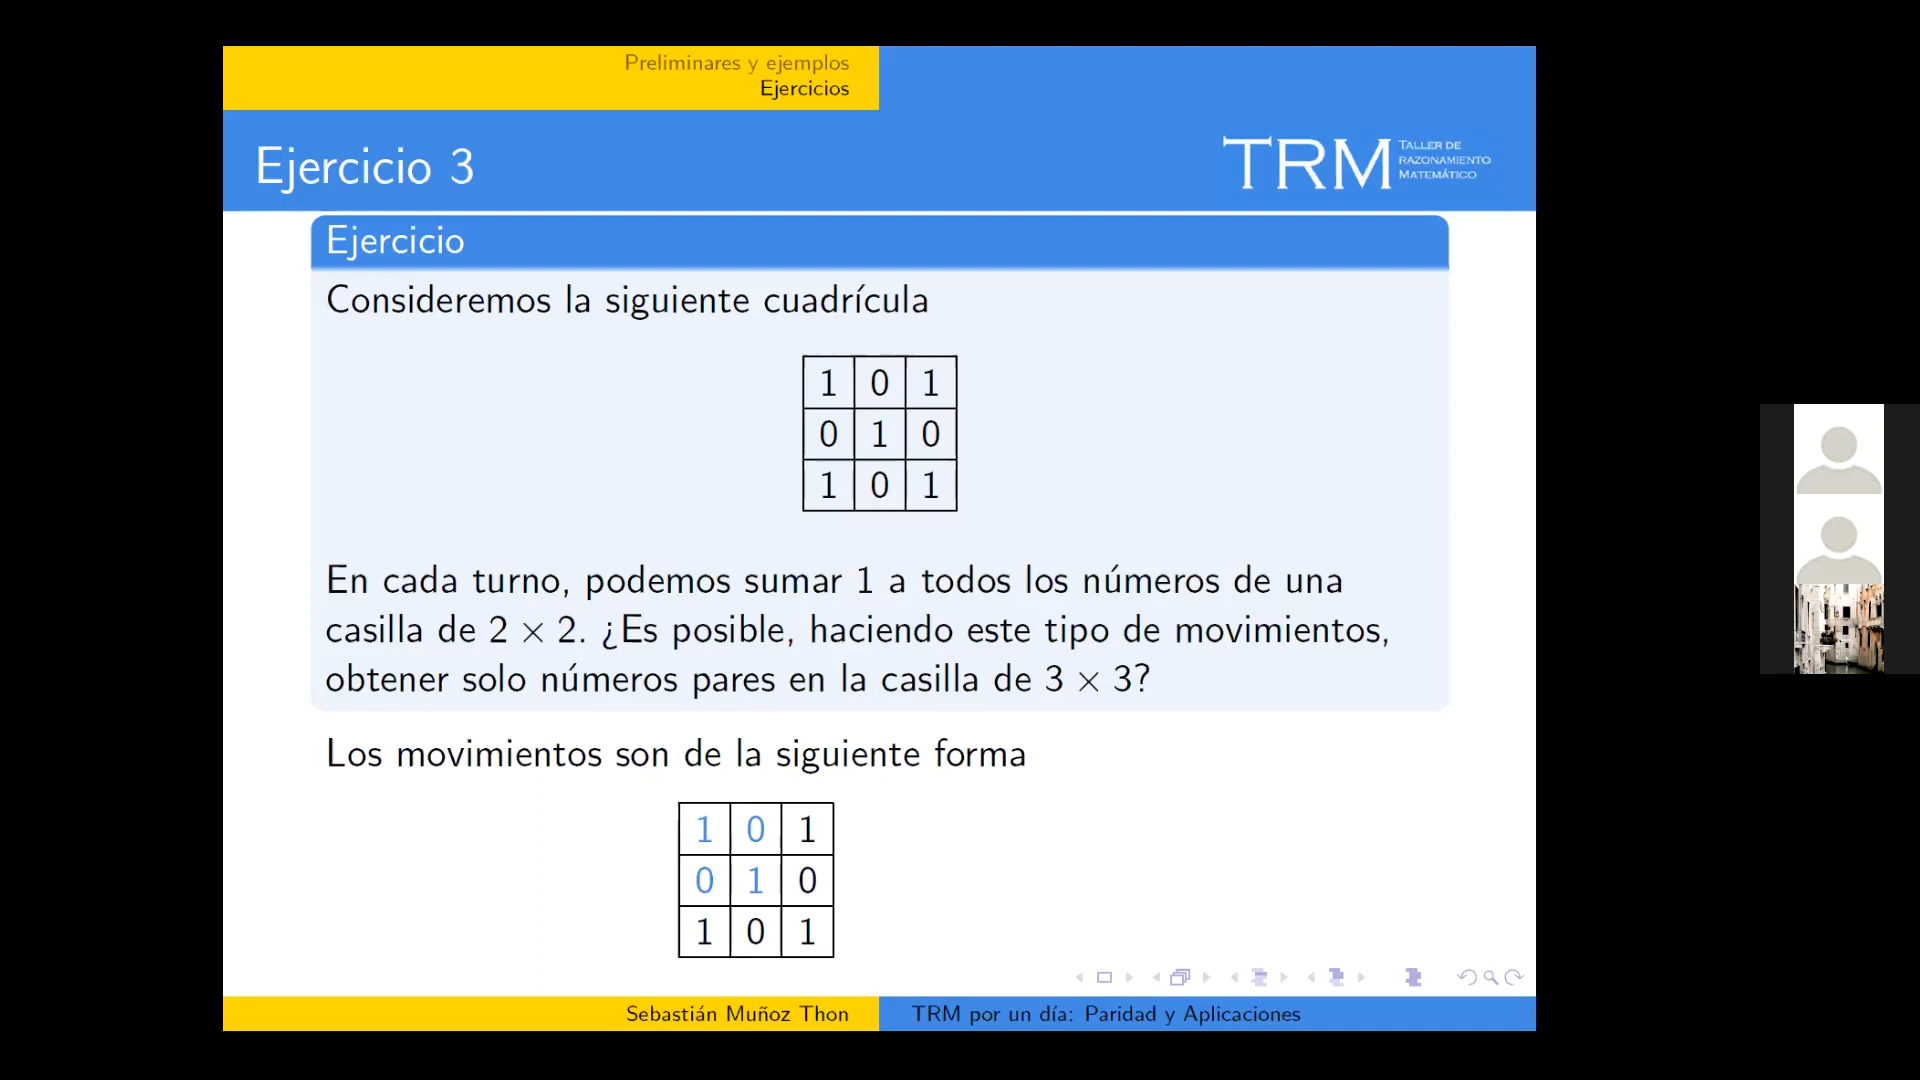 Preliminares y ejemplos
Ejercicios
Ejercicio 3
TRM
TALLER DE
RAZONAMIENTO
MATEMÁTICO
Ejercicio
Consideremos la siguiente cuadrícula
1 0 1
0 1 0
1 0 1
En cada turno, podemos sumar 1 a todos los números de una
casilla de 2 × 2. ¿Es posible, haciendo este tipo de movimientos,
obtener solo números pares en la casilla de 3 × 3?
Los movimientos son de la siguiente forma
1 0 1
0 1 0
1 0 1
Sebastián Muñoz Thon
TRM por un día: Paridad y Aplicaciones